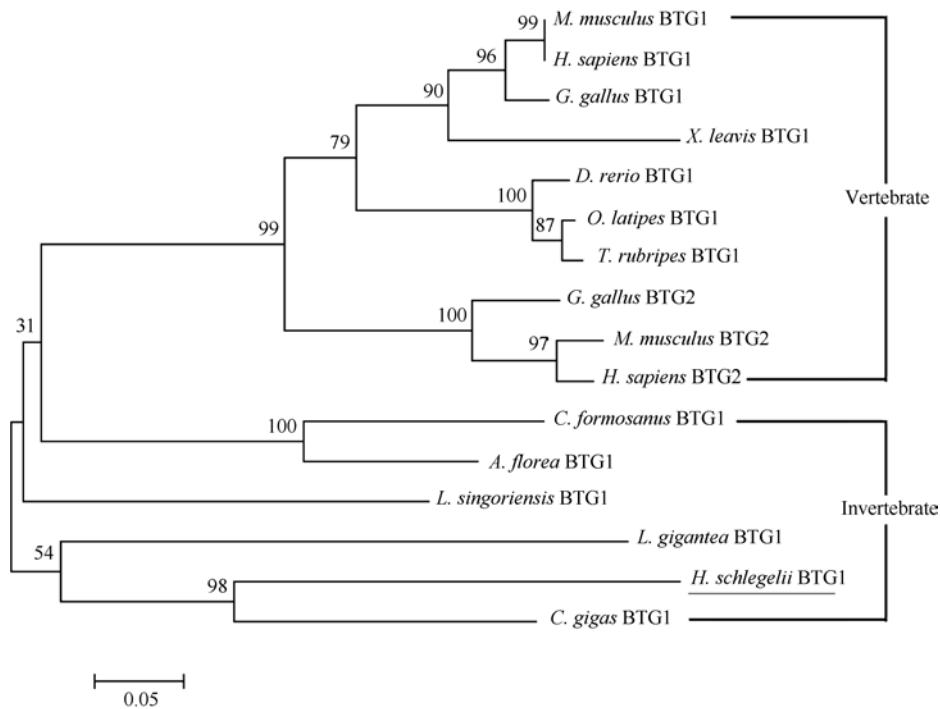 M. musculus BTG1
99
H. sapiens BTG1
96
G. gallus BTG1
90
X. leavis BTG1
79
D. rerio BTG1
100
O. latipes BTG1
87
Vertebrate
T. rubripes BTG1
99
G. gallus BTG2
100
M. musculus BTG2
97
H. sapiens BTG2
31
C. formosanus BTG1
100
A. florea BTG1
L. singoriensis BTG1
Invertebrate
L. gigantea BTG1
54
H. schlegelii BTG1
98
C. gigas BTG1
0.05